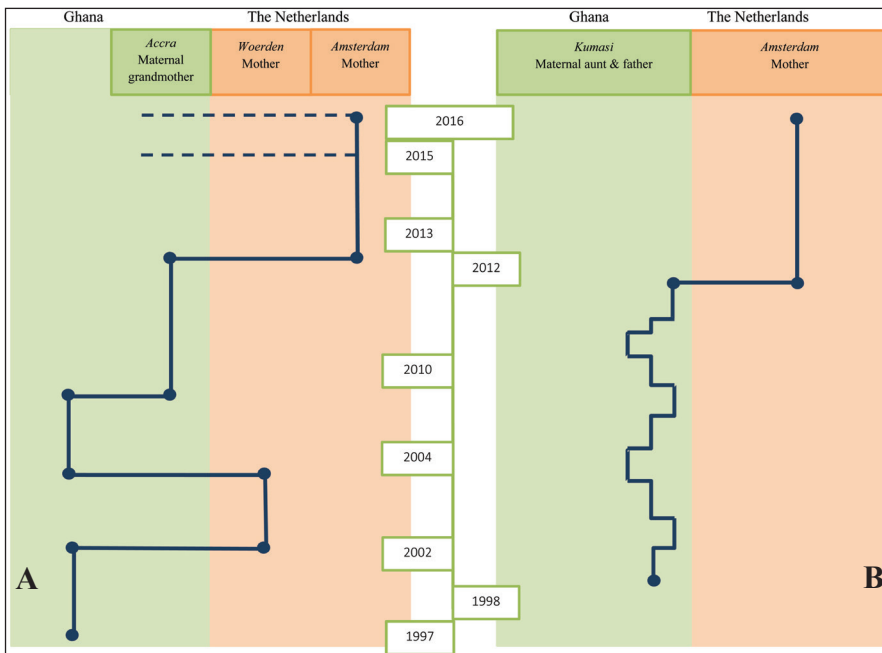 Ghana
The Netherlands
Ghana
The Netherlands
Accra
Maternal
grandmother
Woerden
Mother
Amsterdam
Mother
Kumasi
Maternal aunt & father
Amsterdam
Mother
2016
2015
2013
2012
2010
2004
2002
1998
1997
A
B